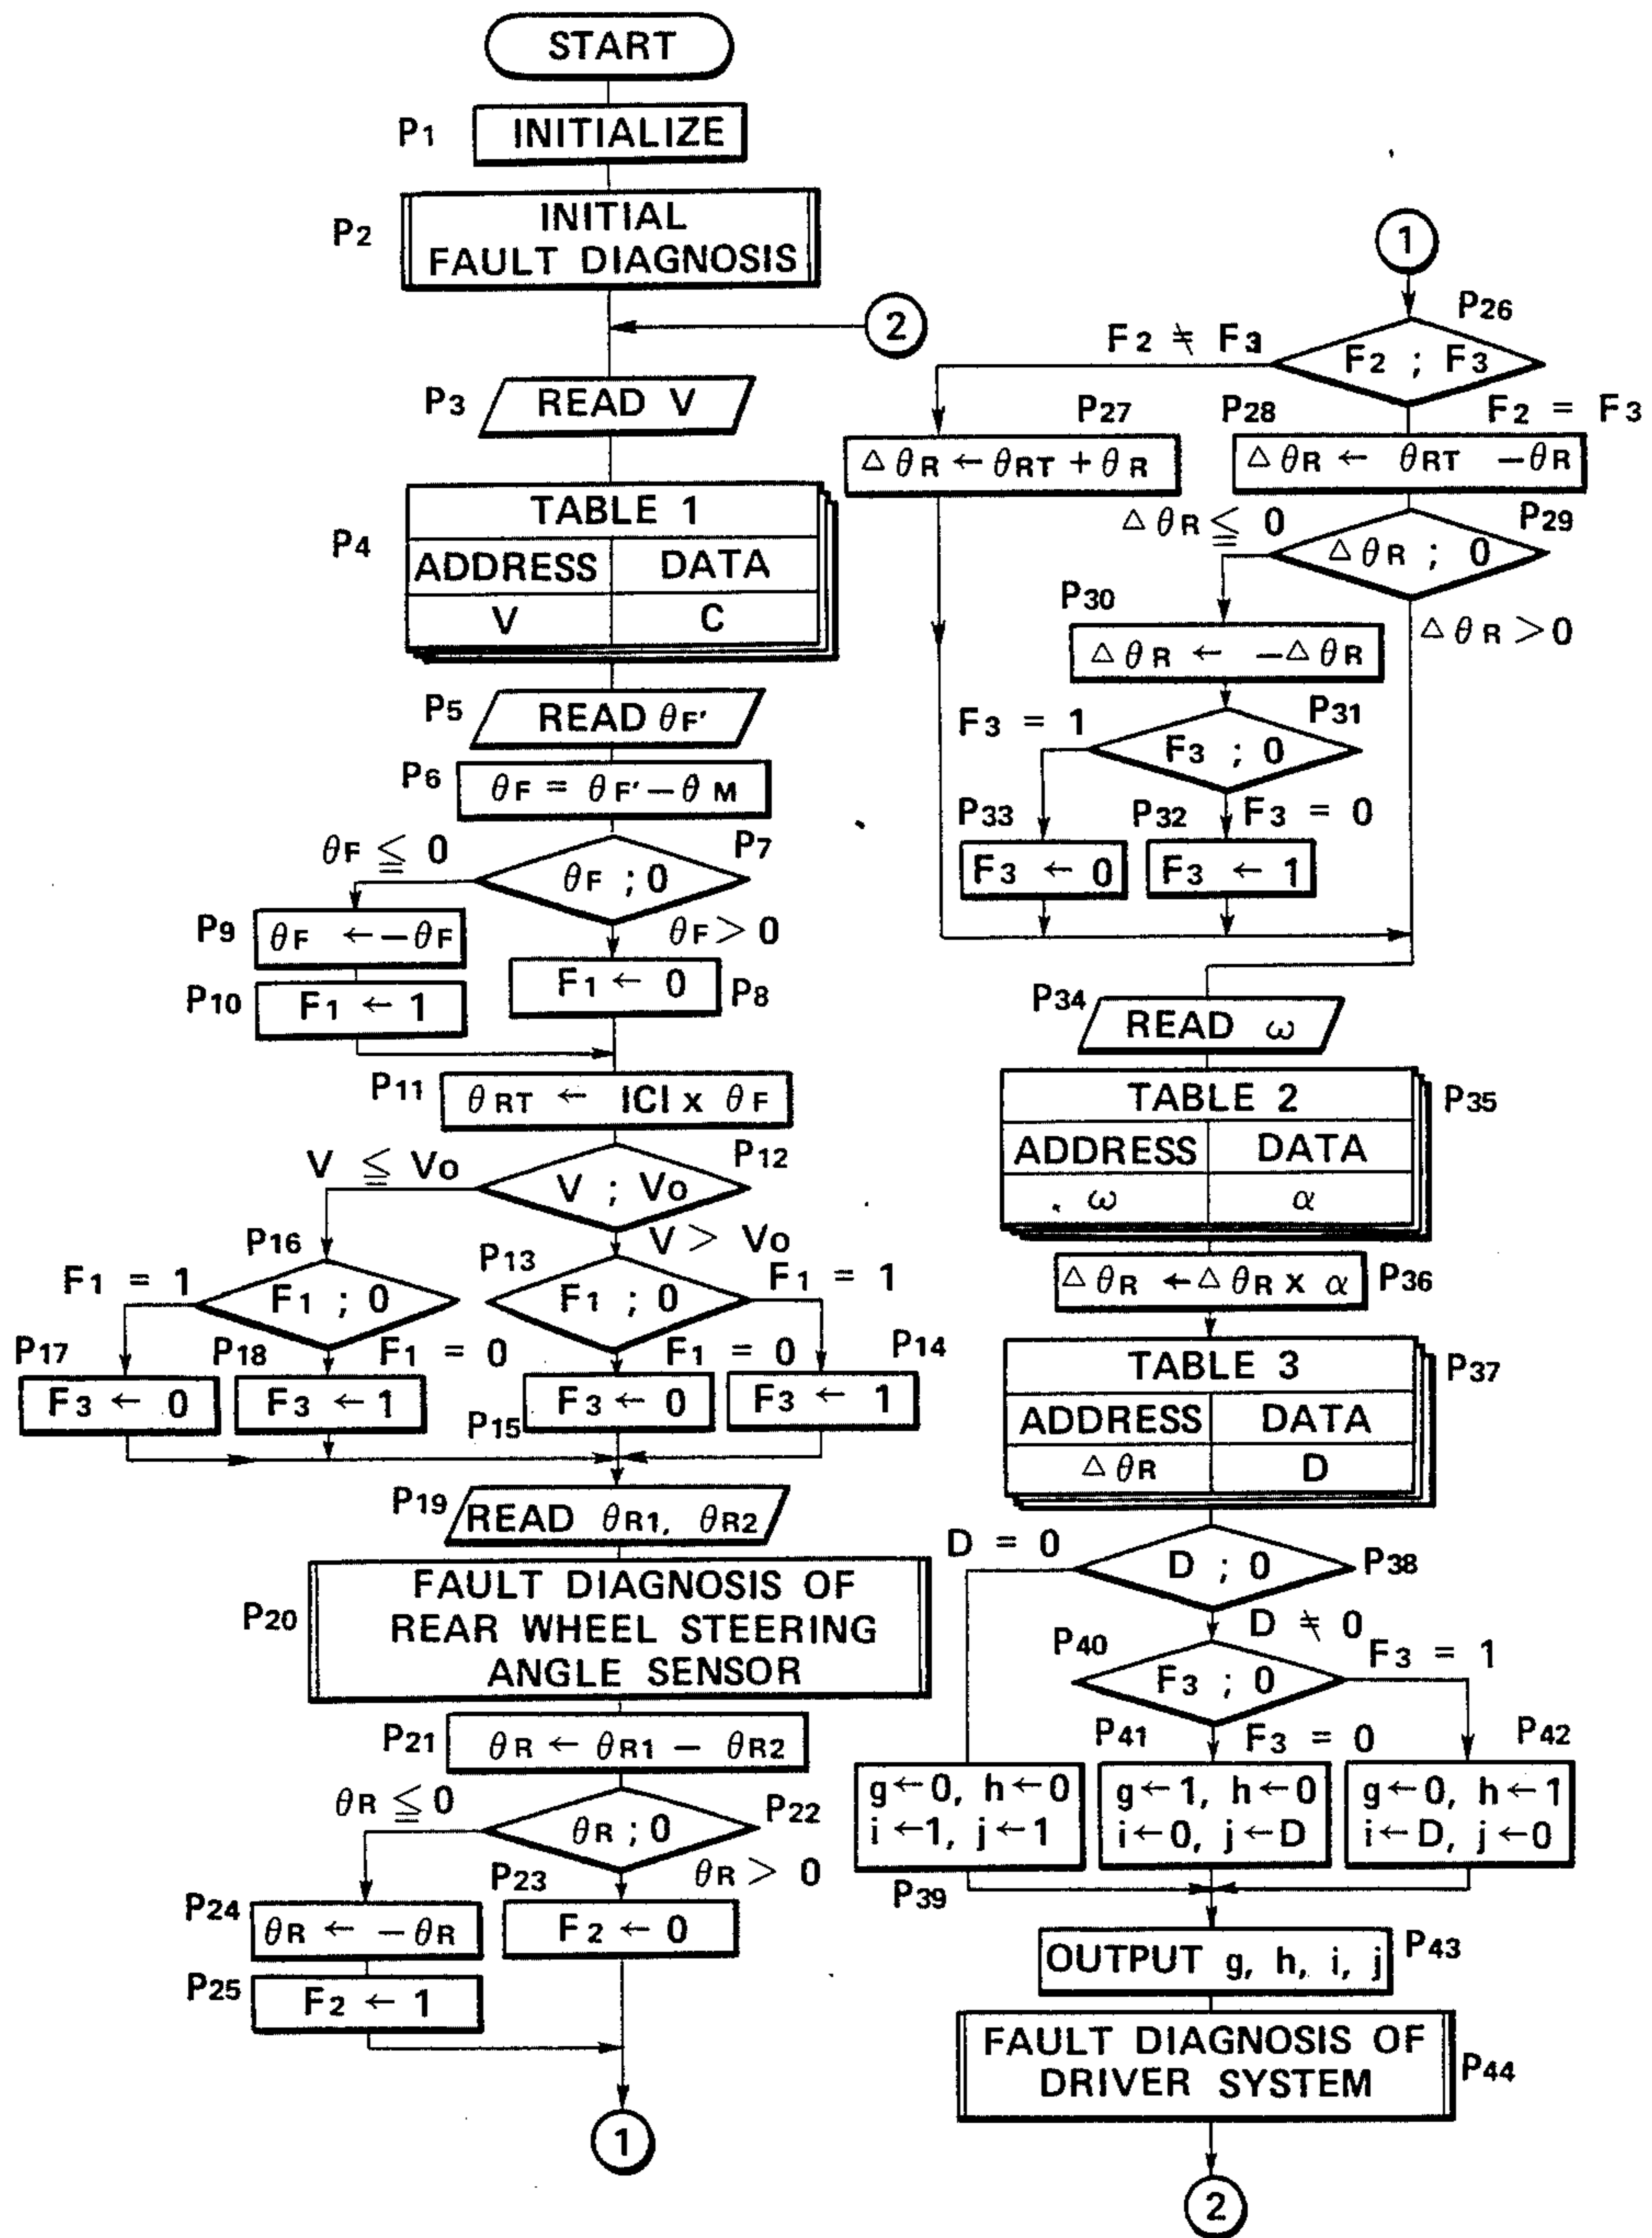 START
P1
INITIALIZE
P2
INITIAL
FAULT DIAGNOSIS
2
P3
READ V
P4
TABLE 1
ADDRESS DATA
V C
P5
READ θF'
P6
θF = θF' − θM
P7
θF ≦ 0
θF ; 0
θF > 0
P9
θF ← −θF
P10
F1 ← 1
F1 ← 0
P8
P11
θRT ← ICI x θF
P12
V ≦ Vo
V ; Vo
V > Vo
P16
P13
F1 = 1
F1 ; 0
F1 ; 0
F1 = 1
P17
P18
F1 = 0
F1 = 0
P14
F3 ← 0
F3 ← 1
P15
F3 ← 0
F3 ← 1
P19
READ θR1, θR2
P20
FAULT DIAGNOSIS OF
REAR WHEEL STEERING
ANGLE SENSOR
P21
θR ← θR1 − θR2
P22
θR ≦ 0
θR ; 0
θR > 0
P23
P24
θR ← −θR
F2 ← 0
P25
F2 ← 1
1
1
P26
F2 ≠ F3
F2 ; F3
F2 = F3
P27
P28
△θR ← θRT + θR
△θR ← θRT −θR
P29
△θR ≦ 0
△θR ; 0
△θR > 0
P30
△θR ← −△θR
P31
F3 = 1
F3 ; 0
F3 = 0
P33
P32
F3 ← 0
F3 ← 1
P34
READ ω
P35
TABLE 2
ADDRESS DATA
ω α
△θR ← △θR x α
P36
TABLE 3
P37
ADDRESS DATA
△θR D
D = 0
D ; 0
P38
D ≠ 0
P40
F3 ; 0
F3 = 1
P41
F3 = 0
P42
g←0, h←0
i←1, j←1
P39
g←1, h←0
i←0, j←D
g←0, h←1
i←D, j←0
OUTPUT g, h, i, j
P43
FAULT DIAGNOSIS OF
DRIVER SYSTEM
P44
2